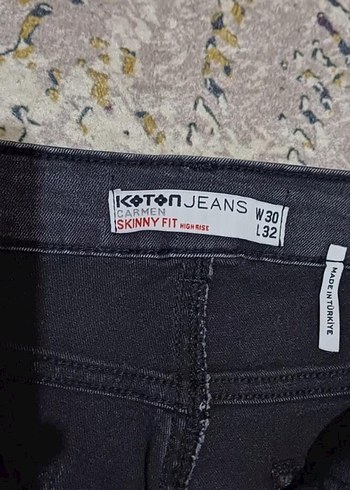 KOTON JEANS
CARMEN
SKINNY FIT HIGH RISE
W30
L32
MADE IN TÜRKİYE